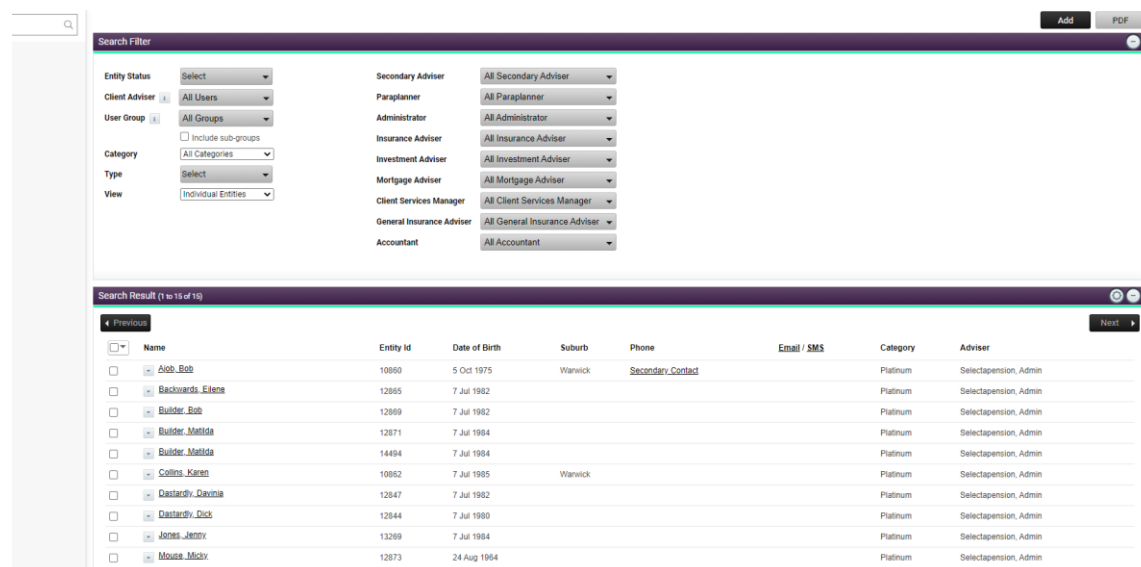 Add PDF
Search Filter
Entity Status Select Secondary Adviser All Secondary Adviser
Client Adviser i All Users Paraplanner All Paraplanner
User Group i All Groups Administrator All Administrator
Include sub-groups Insurance Adviser All Insurance Adviser
Category All Categories Investment Adviser All Investment Adviser
Type Select Mortgage Adviser All Mortgage Adviser
View Individual Entities Client Services Manager All Client Services Manager
General Insurance Adviser All General Insurance Adviser
Accountant All Accountant
Search Result (1 to 15 of 15)
Previous Next
Name Entity Id Date of Birth Suburb Phone Email / SMS Category Adviser
Ajob, Bob 10860 5 Oct 1975 Warwick Secondary Contact Platinum Selectapension, Admin
Backwards, Eilene 12865 7 Jul 1982 Platinum Selectapension, Admin
Builder, Bob 12869 7 Jul 1982 Platinum Selectapension, Admin
Builder, Matilda 12871 7 Jul 1984 Platinum Selectapension, Admin
Builder, Matilda 14494 7 Jul 1984 Platinum Selectapension, Admin
Collins, Karen 10862 7 Jul 1985 Warwick Platinum Selectapension, Admin
Dastardly, Davinia 12847 7 Jul 1982 Platinum Selectapension, Admin
Dastardly, Dick 12844 7 Jul 1980 Platinum Selectapension, Admin
Jones, Jenny 13269 7 Jul 1984 Platinum Selectapension, Admin
Mouse, Micky 12873 24 Aug 1964 Platinum Selectapension, Admin